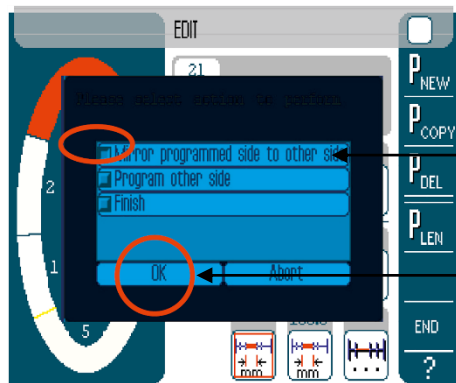 EDIT
21
P NEW
P COPY
Mirror programmed side to other side
Program other side
P DEL
2
Finish
P LEN
1
OK Abort
5
END
mm mm ...
?